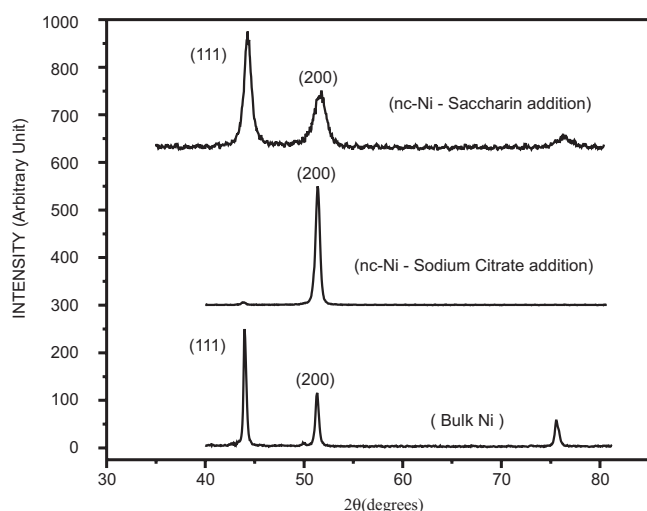 1000
900
800
700
600
500
400
300
200
100
0
INTENSITY (Arbitrary Unit)
(111)
(200)
(nc-Ni - Saccharin addition)
(200)
(nc-Ni - Sodium Citrate addition)
(111)
(200)
( Bulk Ni )
30 40 50 60 70 80
2θ(degrees)